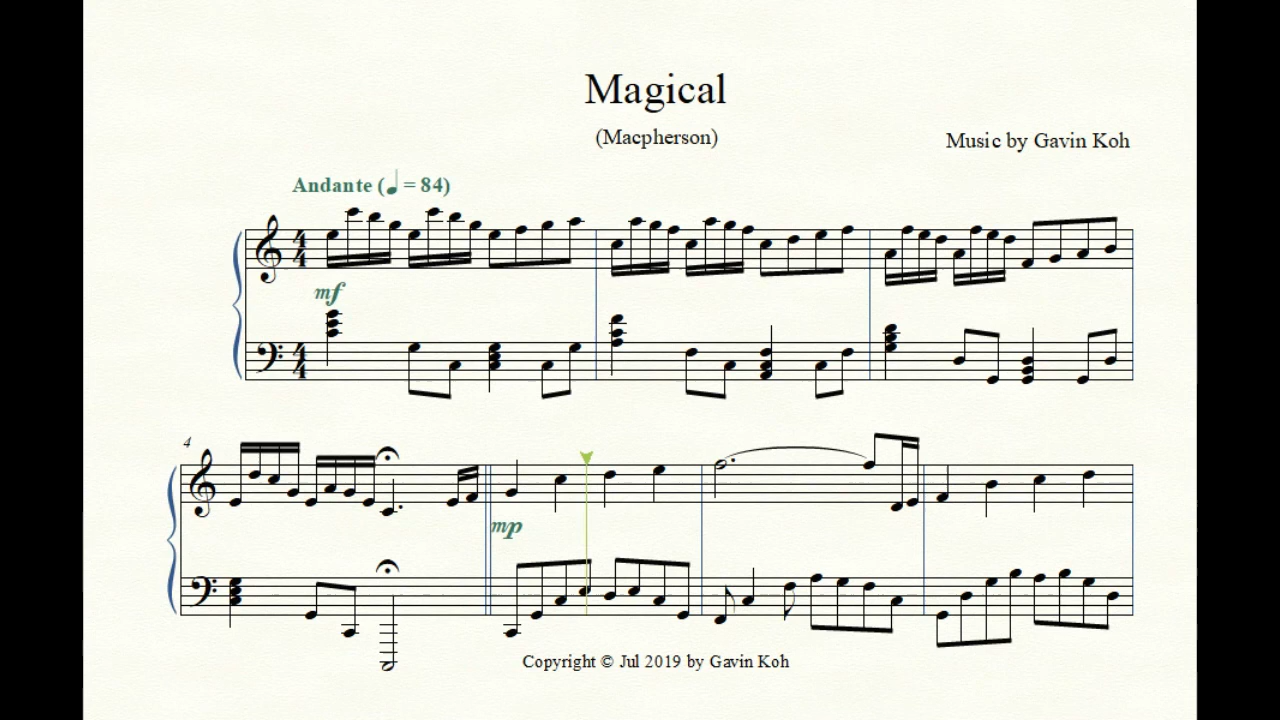 Magical
(Macpherson)
Music by Gavin Koh
Andante (♩ = 84)
mf
4
mp
Copyright © Jul 2019 by Gavin Koh